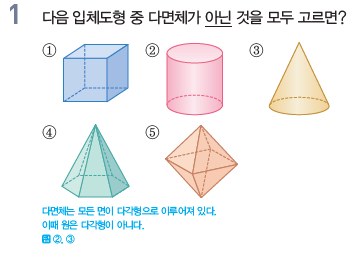 1 다음 입체도형 중 다면체가 아닌 것을 모두 고르면?
① ② ③
④ ⑤
다면체는 모든 면이 다각형으로 이루어져 있다.
이때 원은 다각형이 아니다.
답 ②, ③